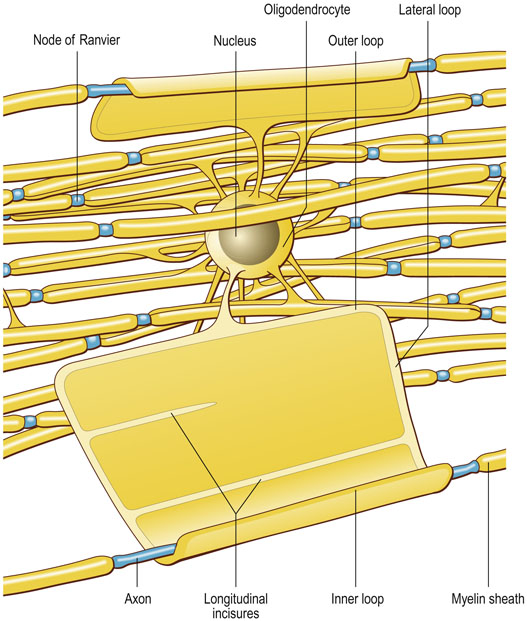 Oligodendrocyte
Lateral loop
Node of Ranvier
Nucleus
Outer loop
Axon
Longitudinal
incisures
Inner loop
Myelin sheath